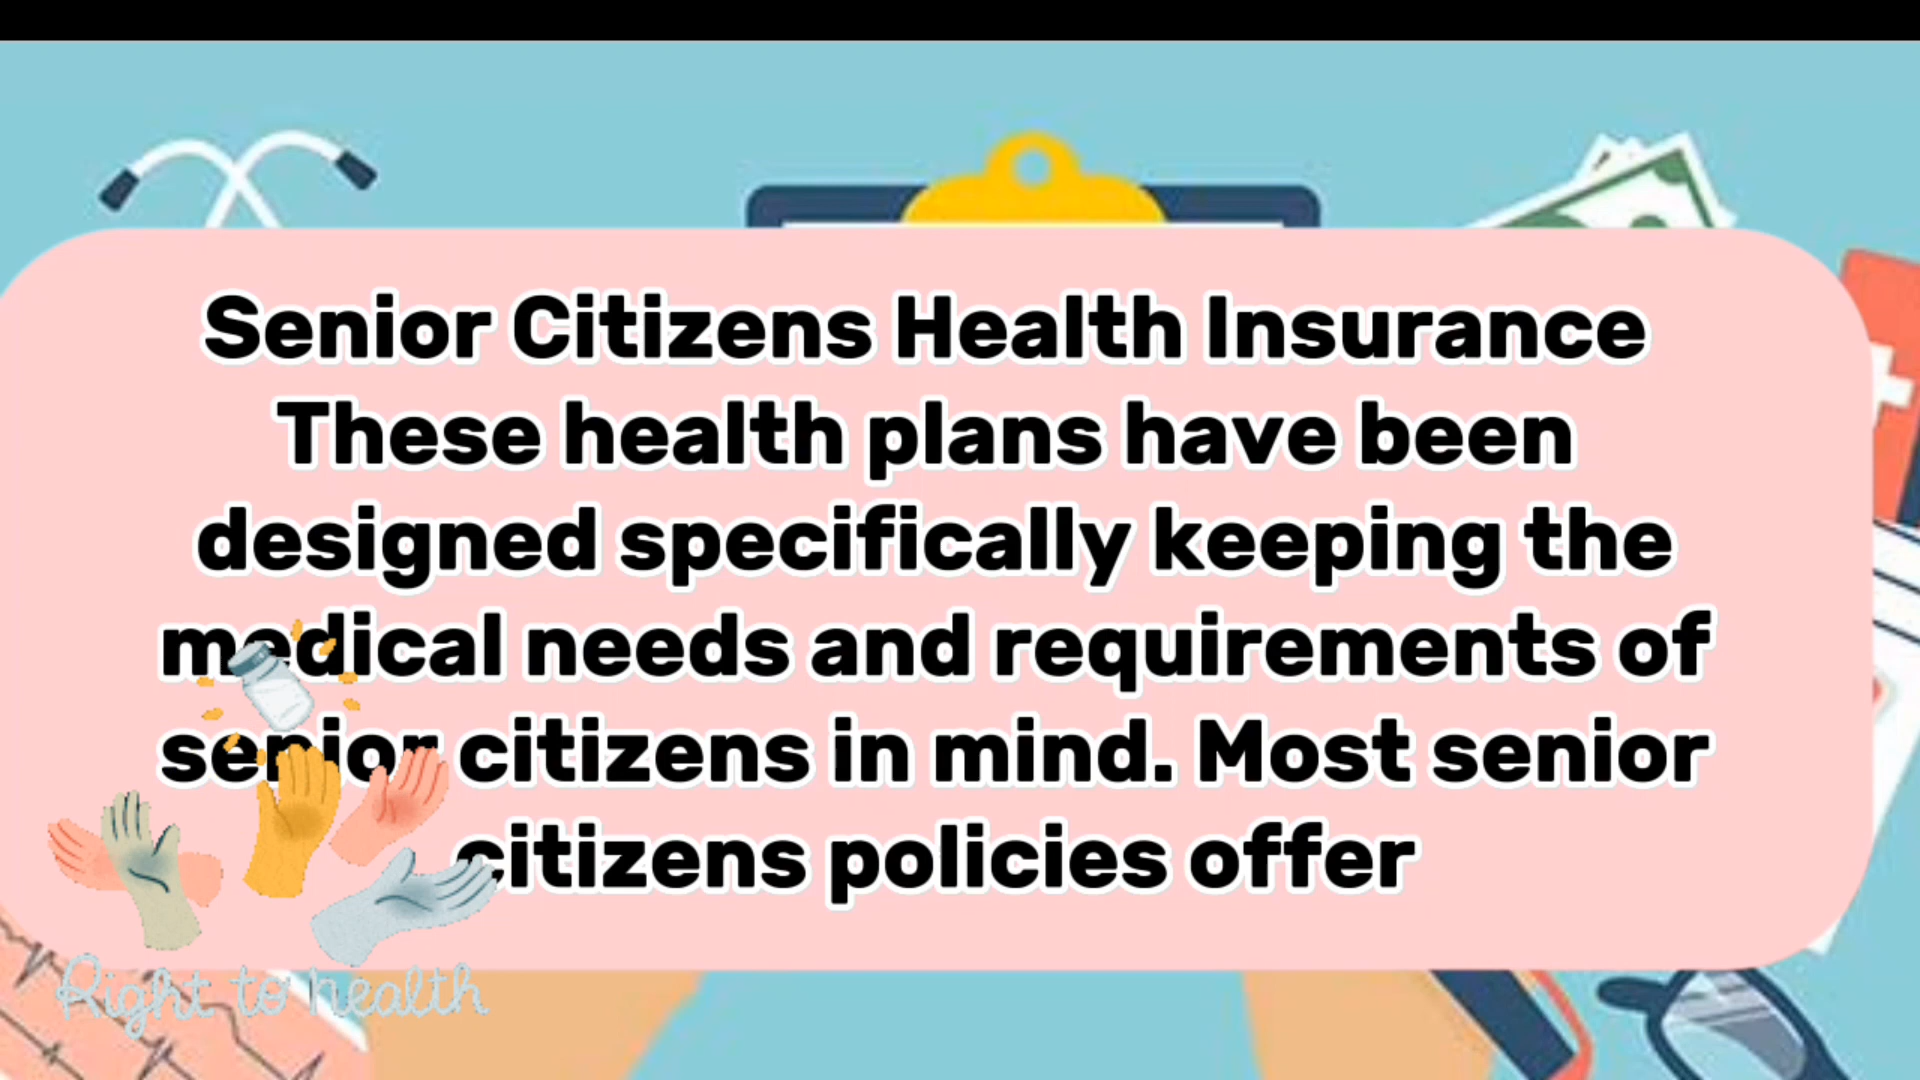 Senior Citizens Health Insurance
These health plans have been
designed specifically keeping the
medical needs and requirements of
senior citizens in mind. Most senior
citizens policies offer
Right to health